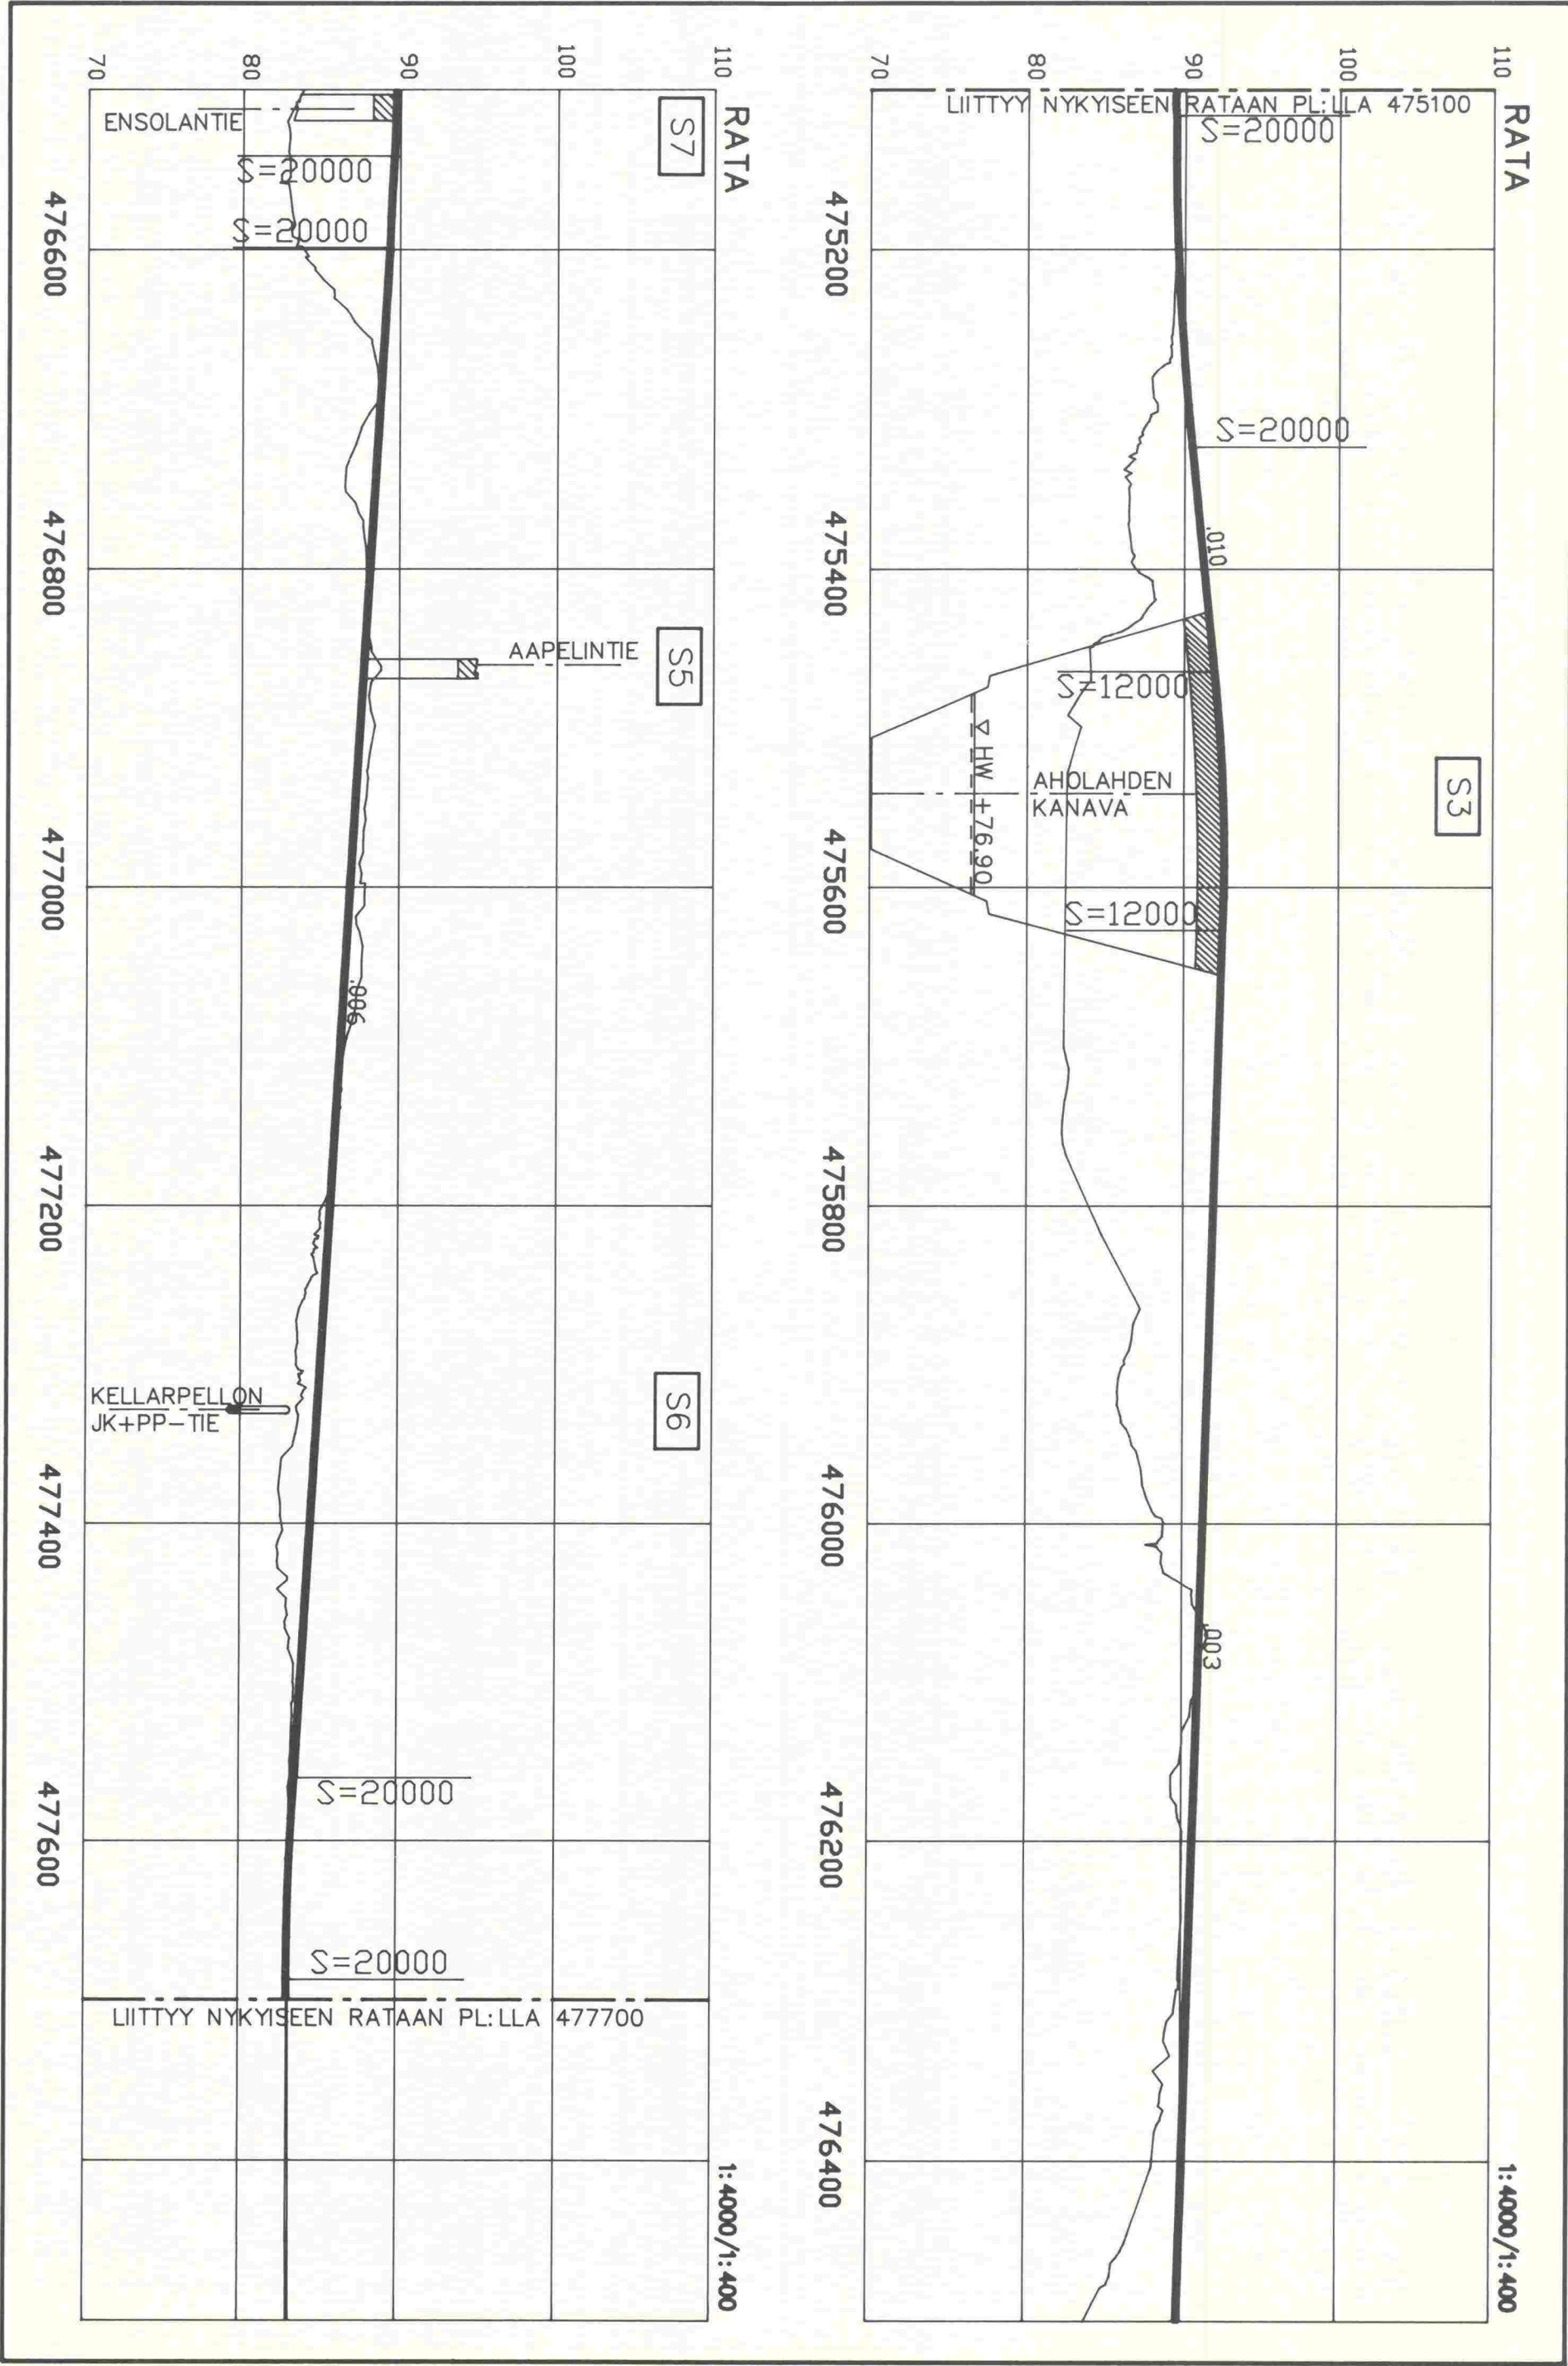 RATA
1:4000/1:400
S3
110
100
90
80
70
LIITTYY NYKYISEEN RATAAN PL:LLA 475100
S=20000
S=20000
.010
S=12000
AHOLAHDEN
KANAVA
▽ HW +76.90
S=12000
.003
475200
475400
475600
475800
476000
476200
476400
RATA
1:4000/1:400
S7
S5
S6
110
100
90
80
70
ENSOLANTIE
S=20000
S=20000
AAPELINTIE
.006
KELLARPELLON
JK+PP-TIE
S=20000
S=20000
LIITTYY NYKYISEEN RATAAN PL:LLA 477700
476600
476800
477000
477200
477400
477600